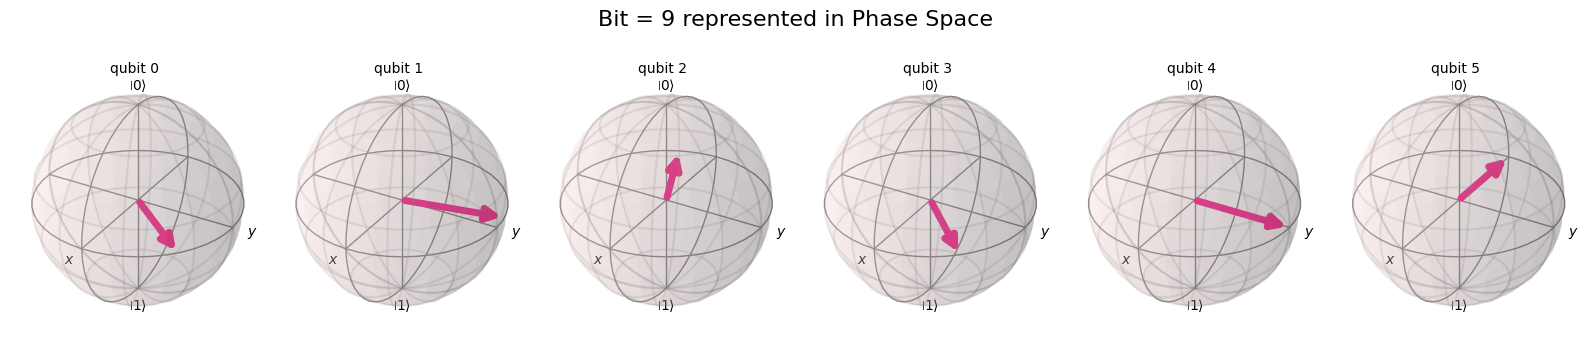 Bit = 9 represented in Phase Space
qubit 0
|0⟩
x
y
|1⟩
qubit 1
|0⟩
x
y
|1⟩
qubit 2
|0⟩
x
y
|1⟩
qubit 3
|0⟩
x
y
|1⟩
qubit 4
|0⟩
x
y
|1⟩
qubit 5
|0⟩
x
y
|1⟩